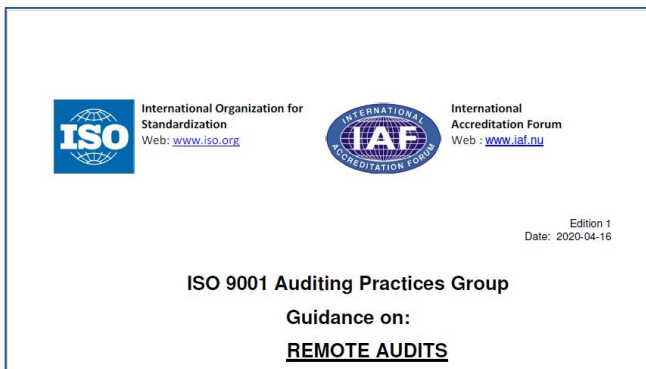 ISO
International Organization for
Standardization
Web: www.iso.org
INTERNATIONAL
IAF
ACCREDITATION FORUM
International
Accreditation Forum
Web : www.iaf.nu
Edition 1
Date: 2020-04-16
ISO 9001 Auditing Practices Group
Guidance on:
REMOTE AUDITS